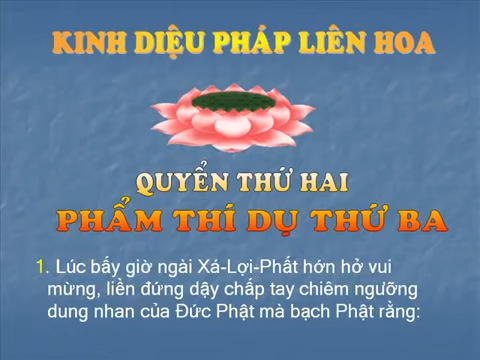 KINH DIỆU PHÁP LIÊN HOA
QUYỂN THỨ HAI
PHẨM THÍ DỤ THỨ BA
1. Lúc bấy giờ ngài Xá-Lợi-Phất hớn hở vui
mừng, liền đứng dậy chấp tay chiêm ngưỡng
dung nhan của Đức Phật mà bạch Phật rằng: